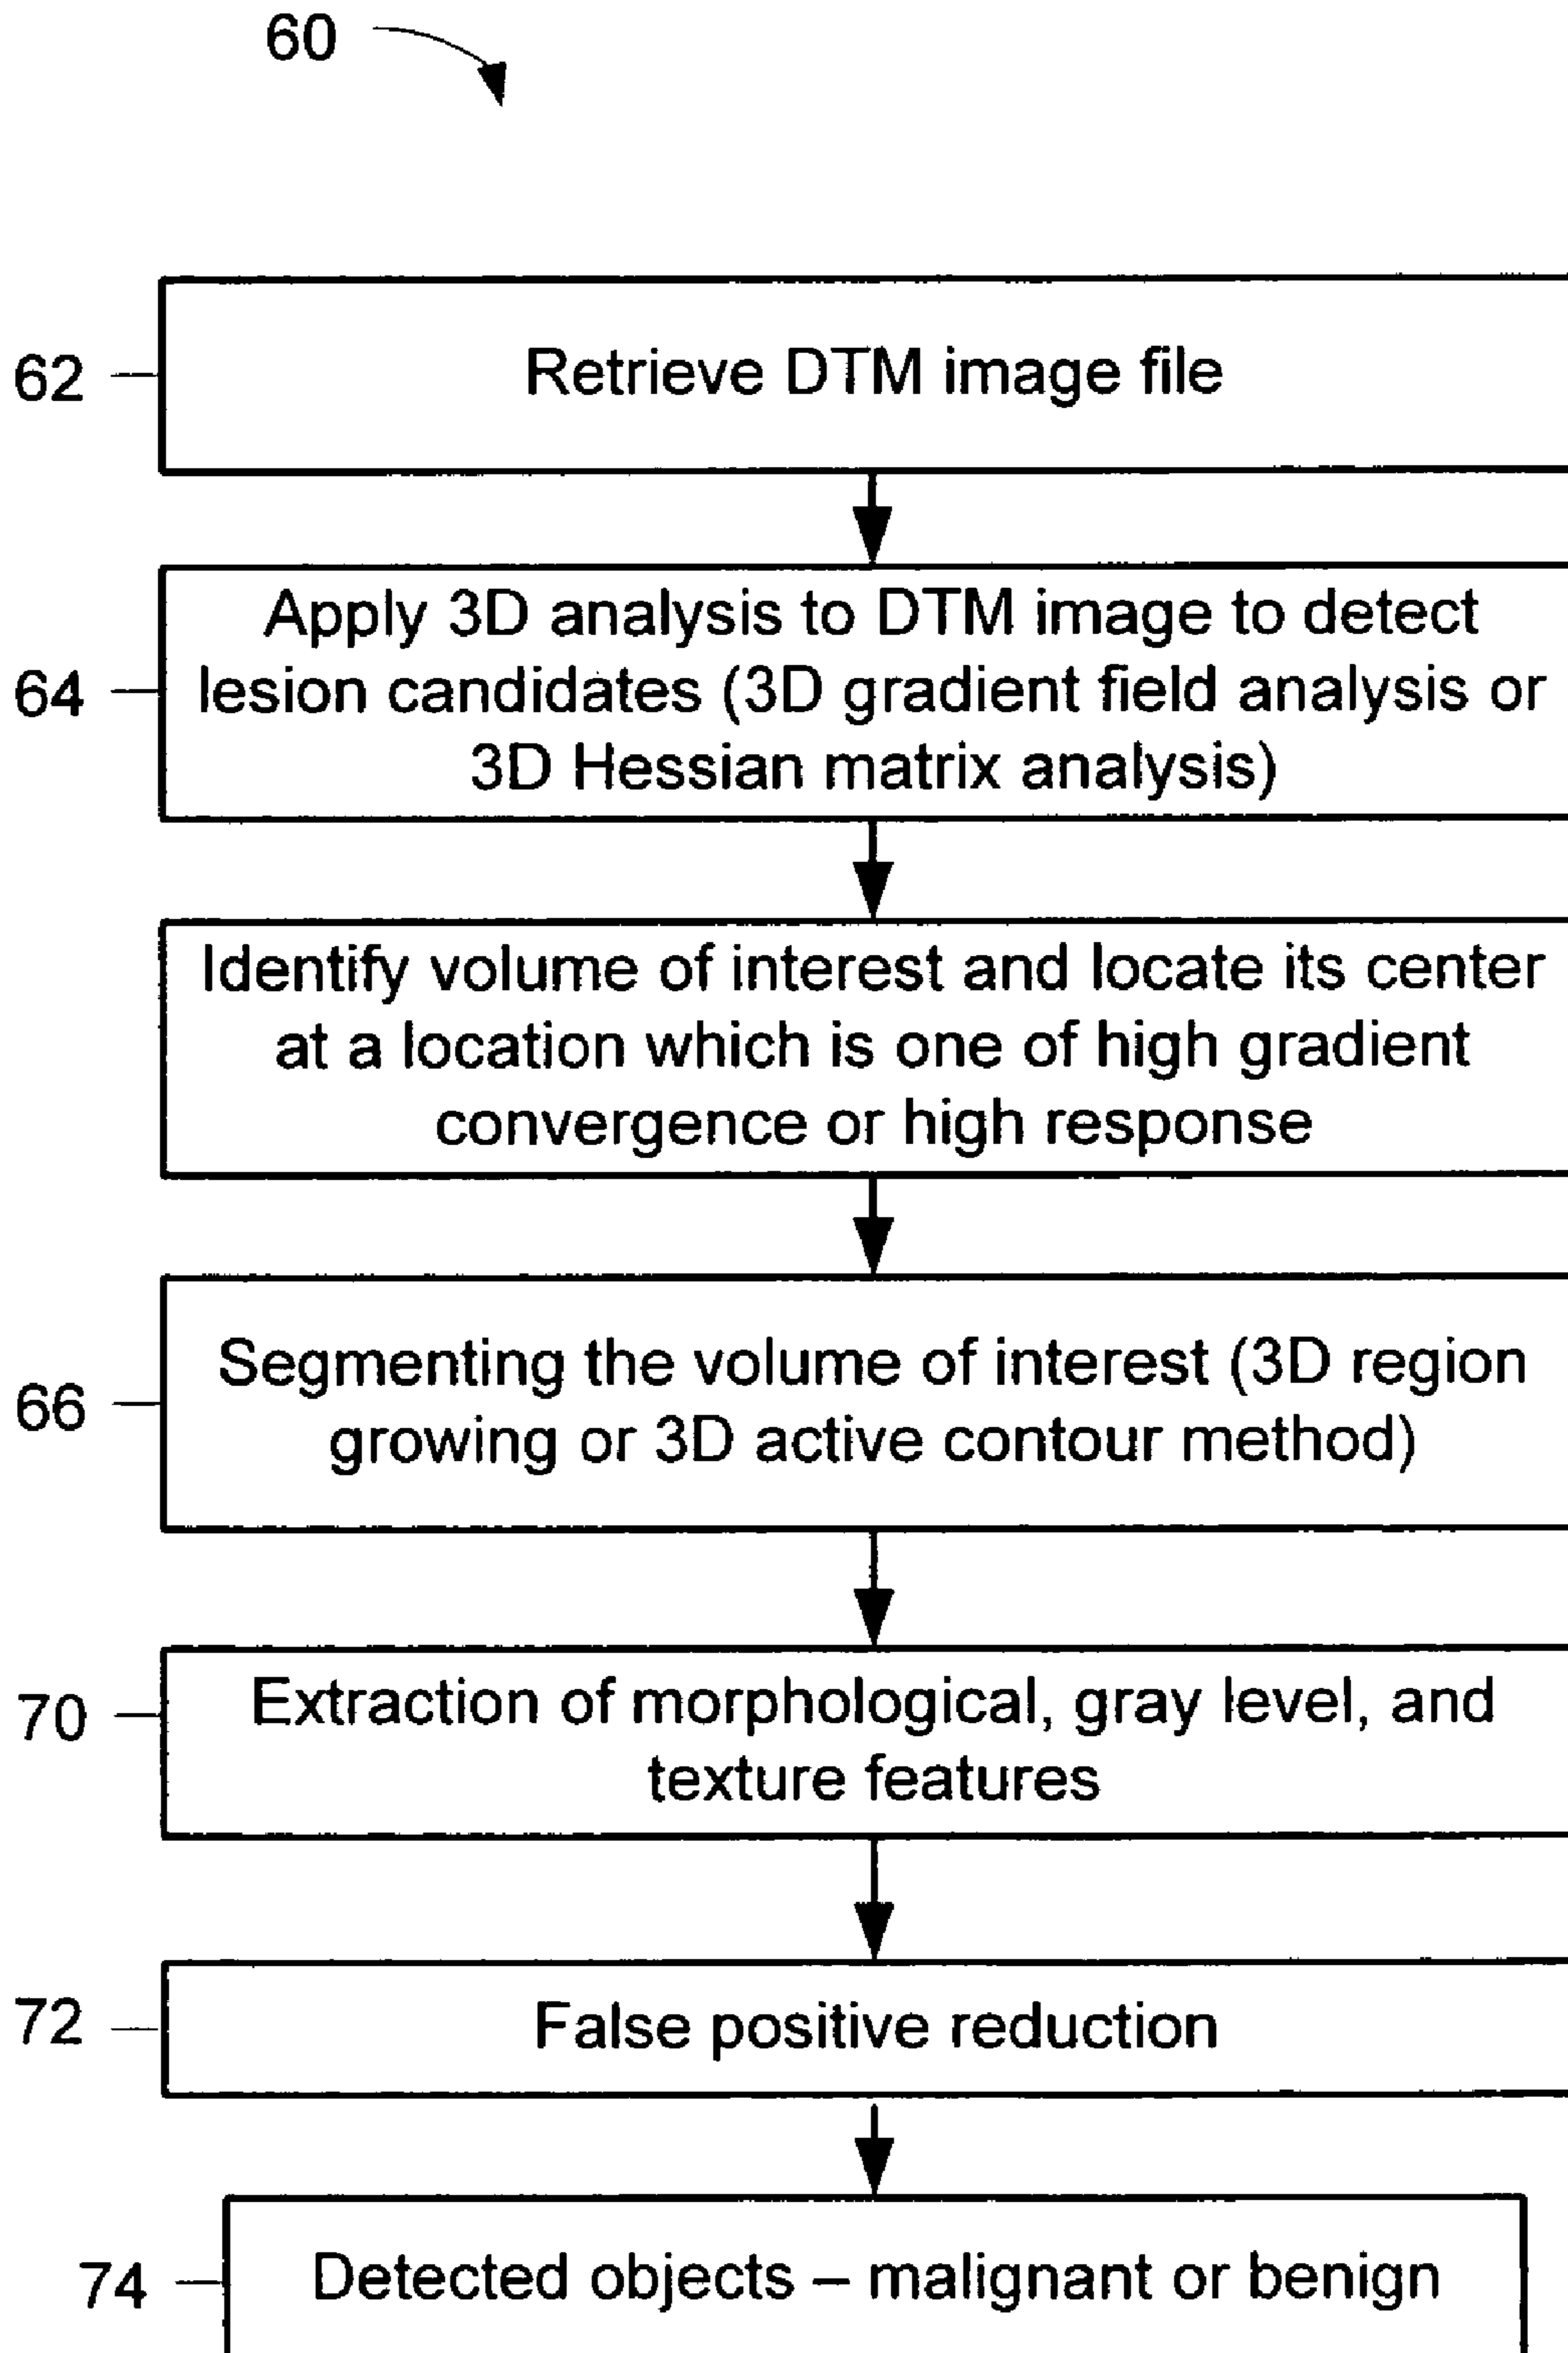 60
62
Retrieve DTM image file
Apply 3D analysis to DTM image to detect
64
lesion candidates (3D gradient field analysis or
3D Hessian matrix analysis)
Identify volume of interest and locate its center
at a location which is one of high gradient
convergence or high response
Segmenting the volume of interest (3D region
66
growing or 3D active contour method)
Extraction of morphological, gray level, and
70
texture features
72
False positive reduction
74
Detected objects – malignant or benign